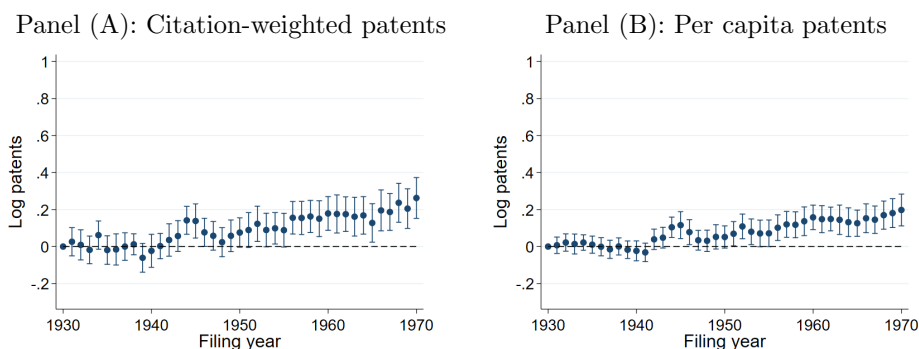 Panel (A): Citation-weighted patents
Log patents
1
.8
.6
.4
.2
0
-.2
1930 1940 1950 1960 1970
Filing year
Panel (B): Per capita patents
Log patents
1
.8
.6
.4
.2
0
-.2
1930 1940 1950 1960 1970
Filing year